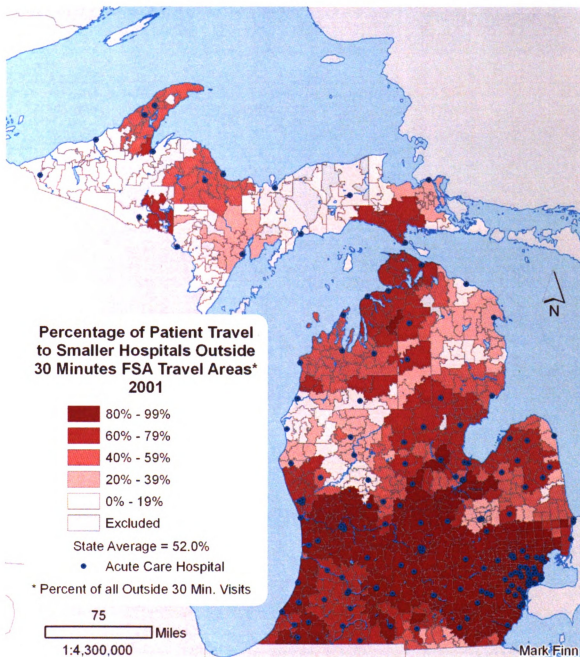 N
Percentage of Patient Travel
to Smaller Hospitals Outside
30 Minutes FSA Travel Areas*
2001
80% - 99%
60% - 79%
40% - 59%
20% - 39%
0% - 19%
Excluded
State Average = 52.0%
Acute Care Hospital
* Percent of all Outside 30 Min. Visits
75
Miles
1:4,300,000
Mark Finn